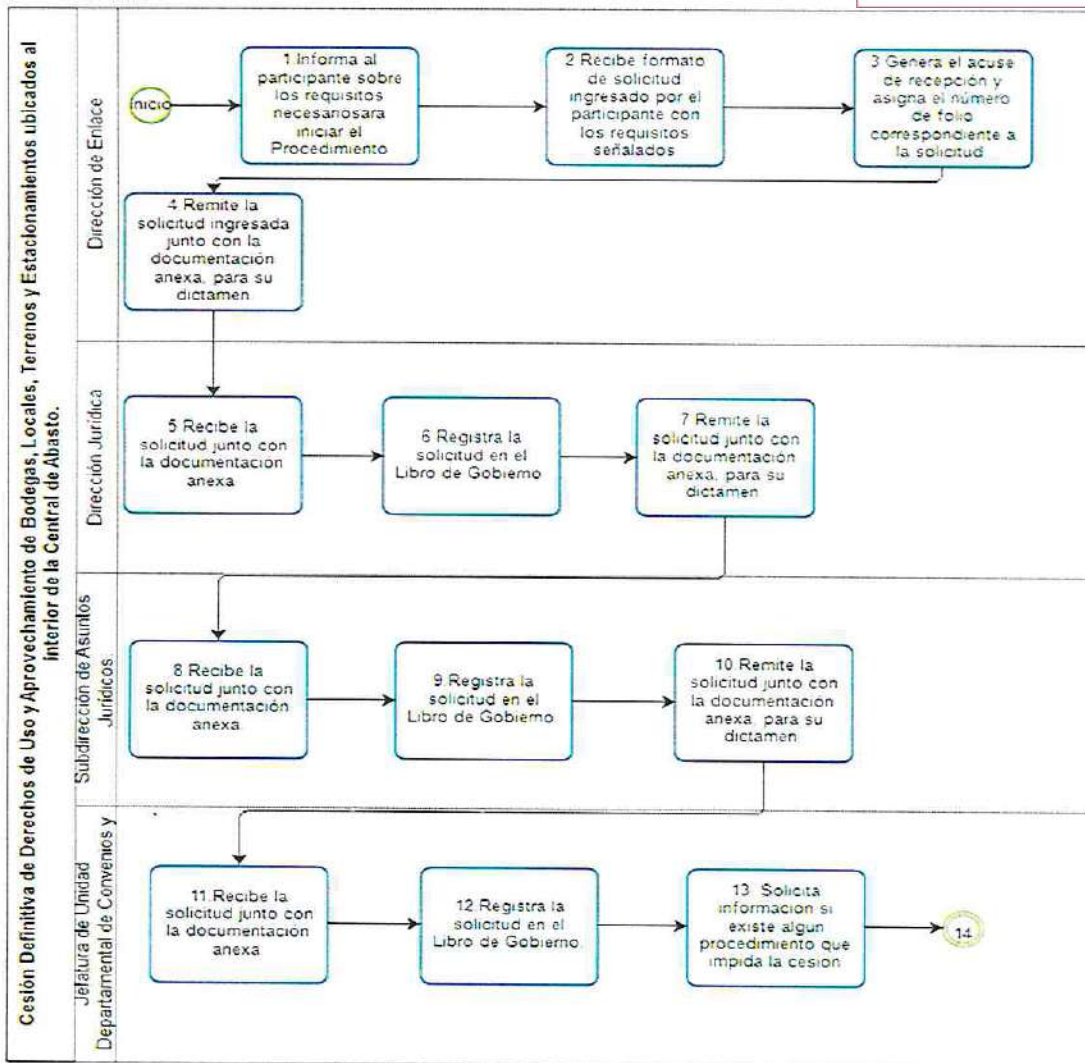 Cesión Definitiva de Derechos de Uso y Aprovechamiento de Bodegas, Locales, Terrenos y Estacionamientos ubicados al
interior de la Central de Abasto.
Dirección de Enlace
Inicio
1.Informa al
participante sobre
los requisitos
necesariosara
iniciar el
Procedimiento
2 Recibe formato
de solicitud
ingresado por el
participante con
los requisitos
señalados
3 Genera el acuse
de recepción y
asigna el número
de folio
correspondiente a
la solicitud
4 Remite la
solicitud ingresada
junto con la
documentación
anexa, para su
dictamen
Dirección Jurídica
5 Recibe la
solicitud junto con
la documentación
anexa
6 Registra la
solicitud en el
Libro de Gobierno
7 Remite la
solicitud junto con
la documentación
anexa, para su
dictamen
Subdirección de Asuntos
Jurídicos
8 Recibe la
solicitud junto con
la documentación
anexa
9.Registra la
solicitud en el
Libro de Gobierno
10 Remite la
solicitud junto con
la documentación
anexa, para su
dictamen
Jefatura de Unidad
Departamental de Convenios y
11.Recibe la
solicitud junto con
la documentación
anexa
12.Registra la
solicitud en el
Libro de Gobierno
13. Solicita
información si
existe algun
procedimiento que
impida la cesión
14